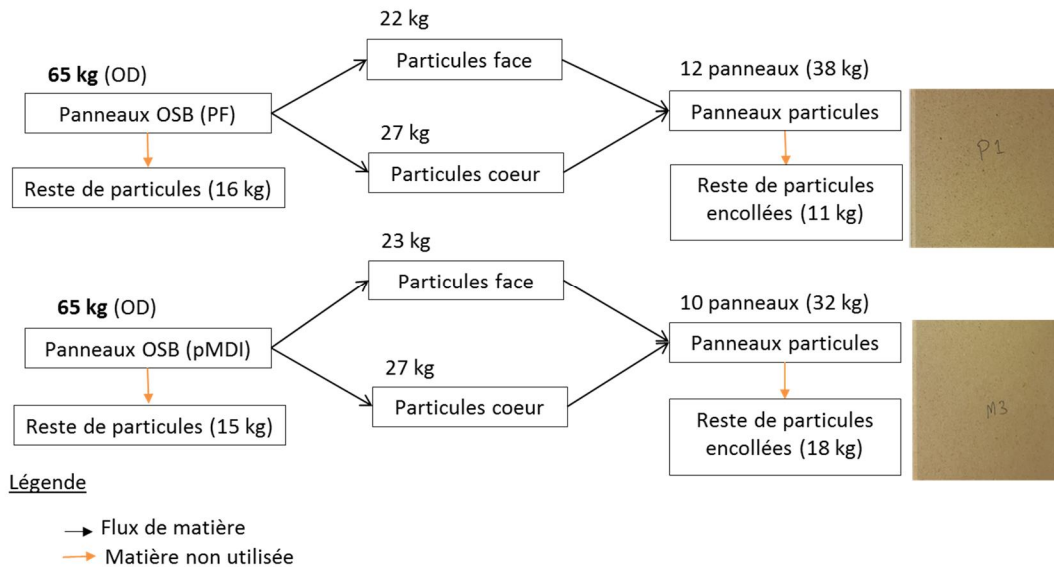 22 kg
Particules face
65 kg (OD)
Panneaux OSB (PF)
12 panneaux (38 kg)
Panneaux particules
P1
27 kg
Particules coeur
Reste de particules (16 kg)
Reste de particules
encollées (11 kg)
23 kg
Particules face
65 kg (OD)
Panneaux OSB (pMDI)
10 panneaux (32 kg)
Panneaux particules
27 kg
Particules coeur
Reste de particules (15 kg)
Reste de particules
encollées (18 kg)
M3
Légende
Flux de matière
Matière non utilisée